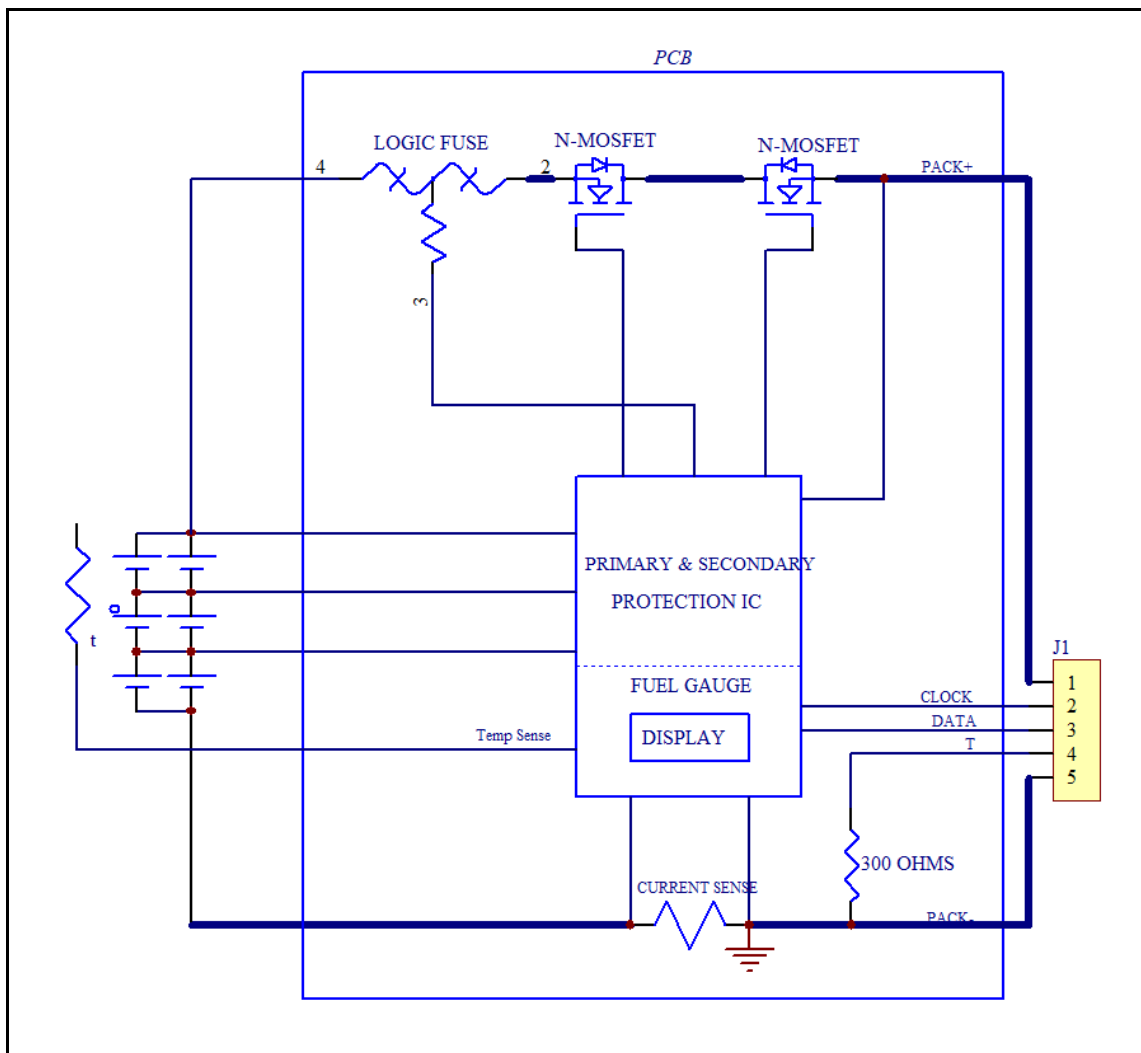 PCB
LOGIC FUSE
N-MOSFET
N-MOSFET
4
2
PACK+
3
PRIMARY & SECONDARY
PROTECTION IC
t
o
J1
FUEL GAUGE
1
CLOCK
2
DATA
3
Temp Sense
DISPLAY
T
4
5
300 OHMS
CURRENT SENSE
PACK-